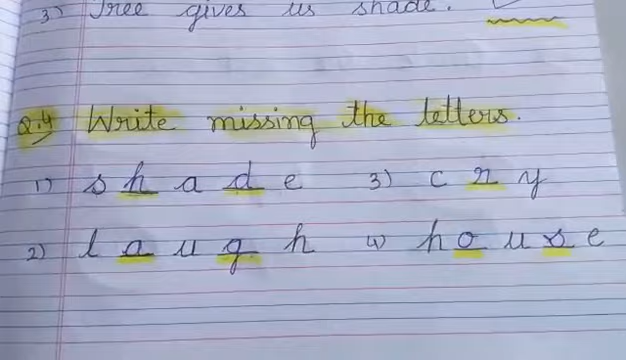 3) Tree gives us shade.
Q.4 Write missing the letters.
1) s h a d e 3) c r y
2) l a u g h 4) h o u s e